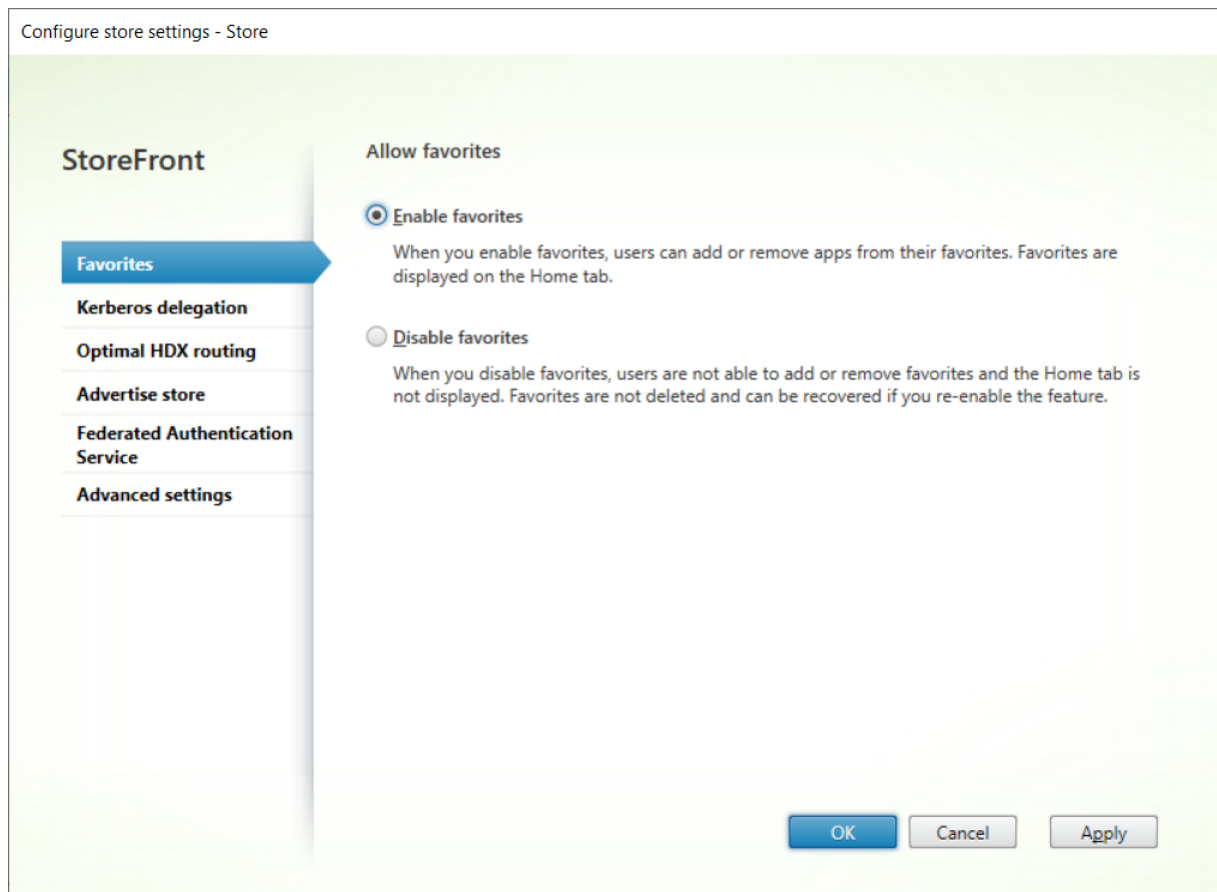 Configure store settings - Store
StoreFront
Favorites
Kerberos delegation
Optimal HDX routing
Advertise store
Federated Authentication
Service
Advanced settings
Allow favorites
Enable favorites
When you enable favorites, users can add or remove apps from their favorites. Favorites are
displayed on the Home tab.
Disable favorites
When you disable favorites, users are not able to add or remove favorites and the Home tab is
not displayed. Favorites are not deleted and can be recovered if you re-enable the feature.
OK
Cancel
Apply